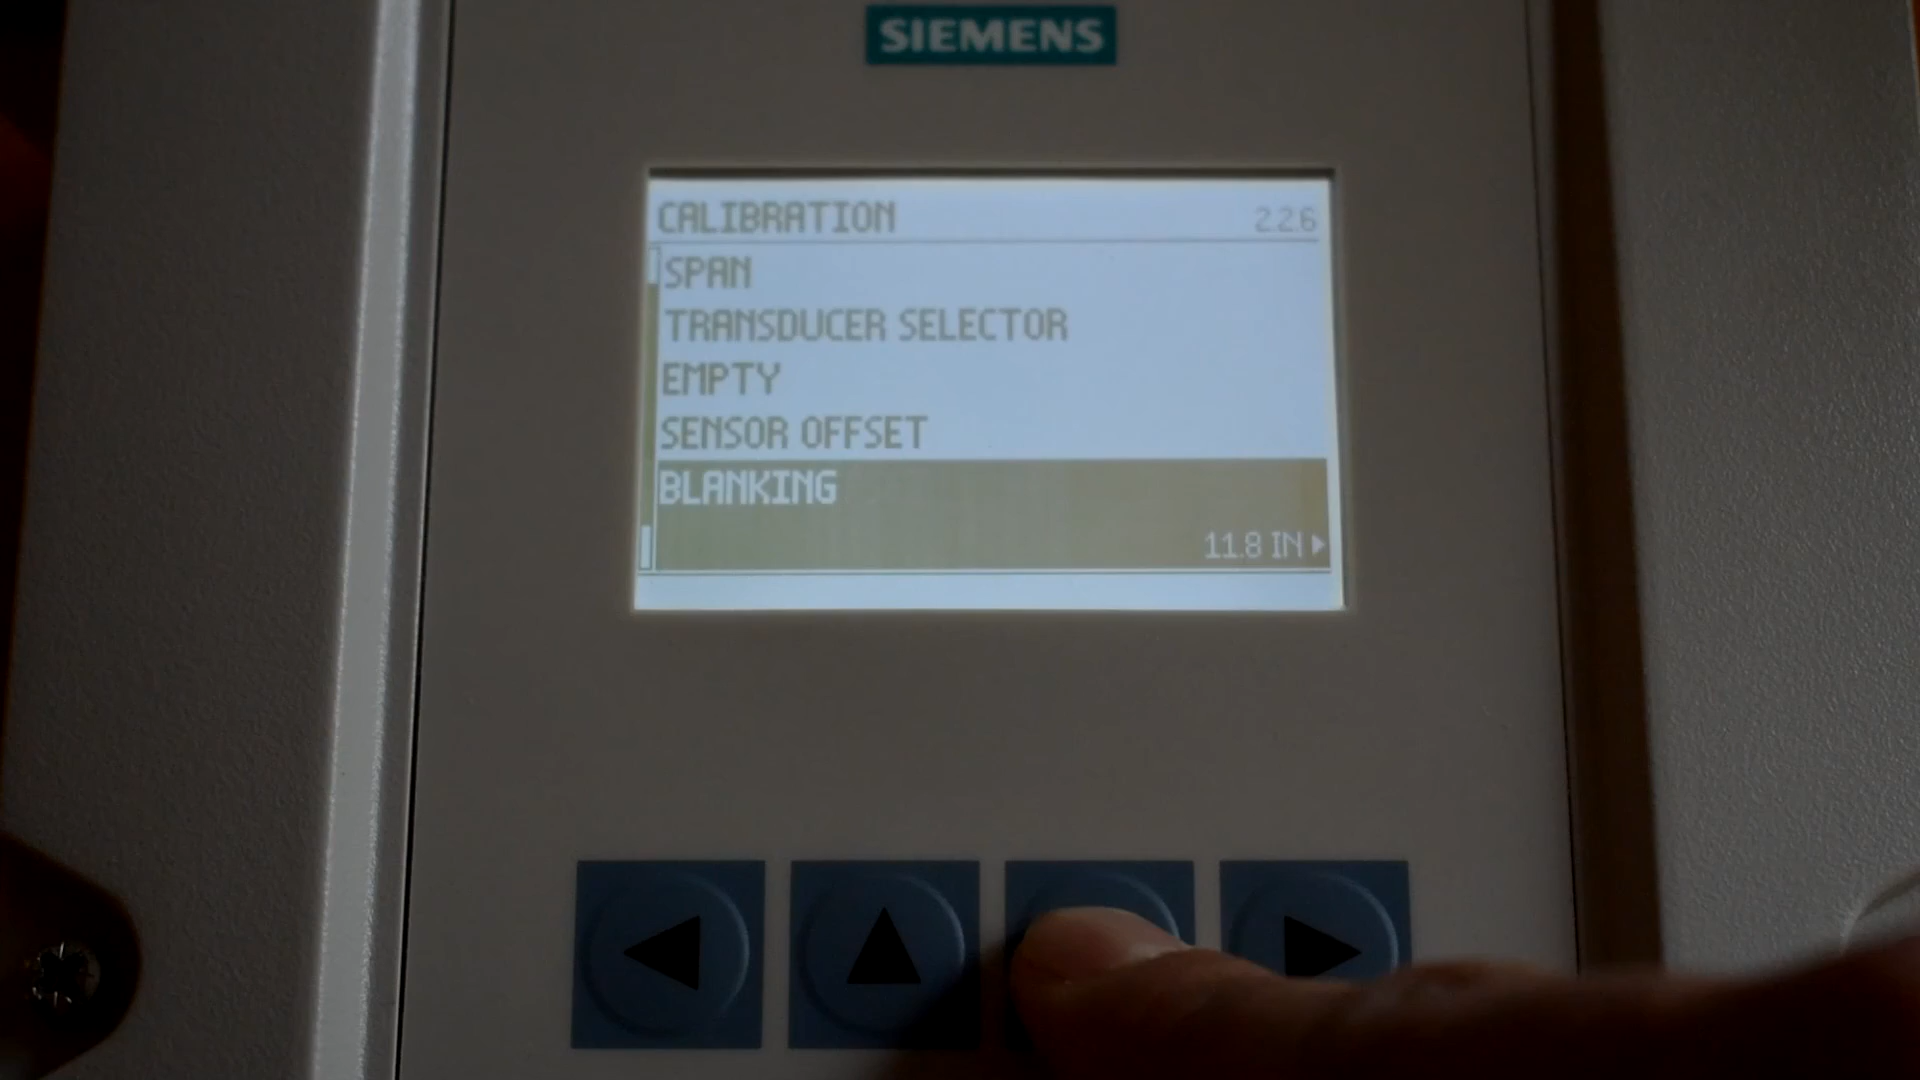 SIEMENS
CALIBRATION 2.2.6
SPAN
TRANSDUCER SELECTOR
EMPTY
SENSOR OFFSET
BLANKING
11.8 IN